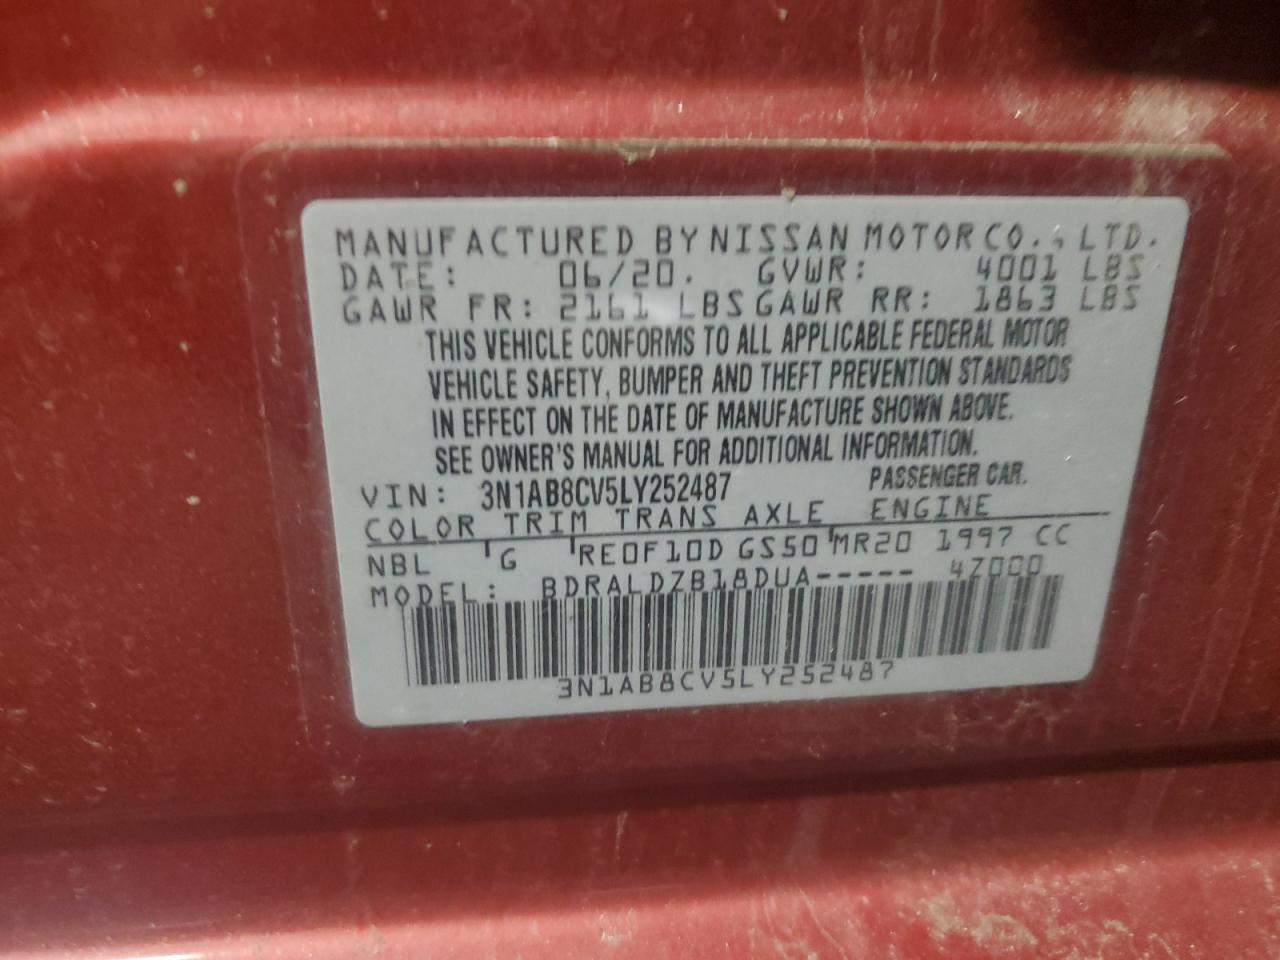 MANUFACTURED BY NISSAN MOTOR CO., LTD.
DATE: 06/20. GVWR: 4001 LBS
GAWR FR: 2161 LBS GAWR RR: 1863 LBS
THIS VEHICLE CONFORMS TO ALL APPLICABLE FEDERAL MOTOR
VEHICLE SAFETY, BUMPER AND THEFT PREVENTION STANDARDS
IN EFFECT ON THE DATE OF MANUFACTURE SHOWN ABOVE.
SEE OWNER'S MANUAL FOR ADDITIONAL INFORMATION.
VIN: 3N1AB8CV5LY252487 PASSENGER CAR.
COLOR TRIM TRANS AXLE ENGINE
NBL G RE0F10D GS50 MR20 1997 CC
MODEL: BDRALDZB18DUA----- 4Z000
3N1AB8CV5LY252487